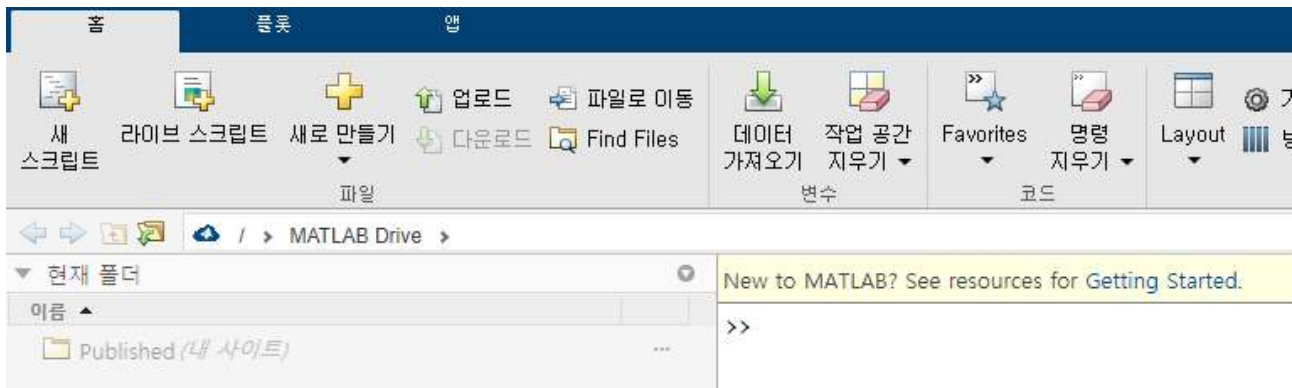 홈 플롯 앱
새 스크립트
라이브 스크립트
새로 만들기
업로드
다운로드
파일로 이동
Find Files
데이터 가져오기
작업 공간 지우기
Favorites
명령 지우기
Layout
파일 변수 코드
/ > MATLAB Drive >
현재 폴더
New to MATLAB? See resources for Getting Started.
이름
>>
Published (내 사이트)